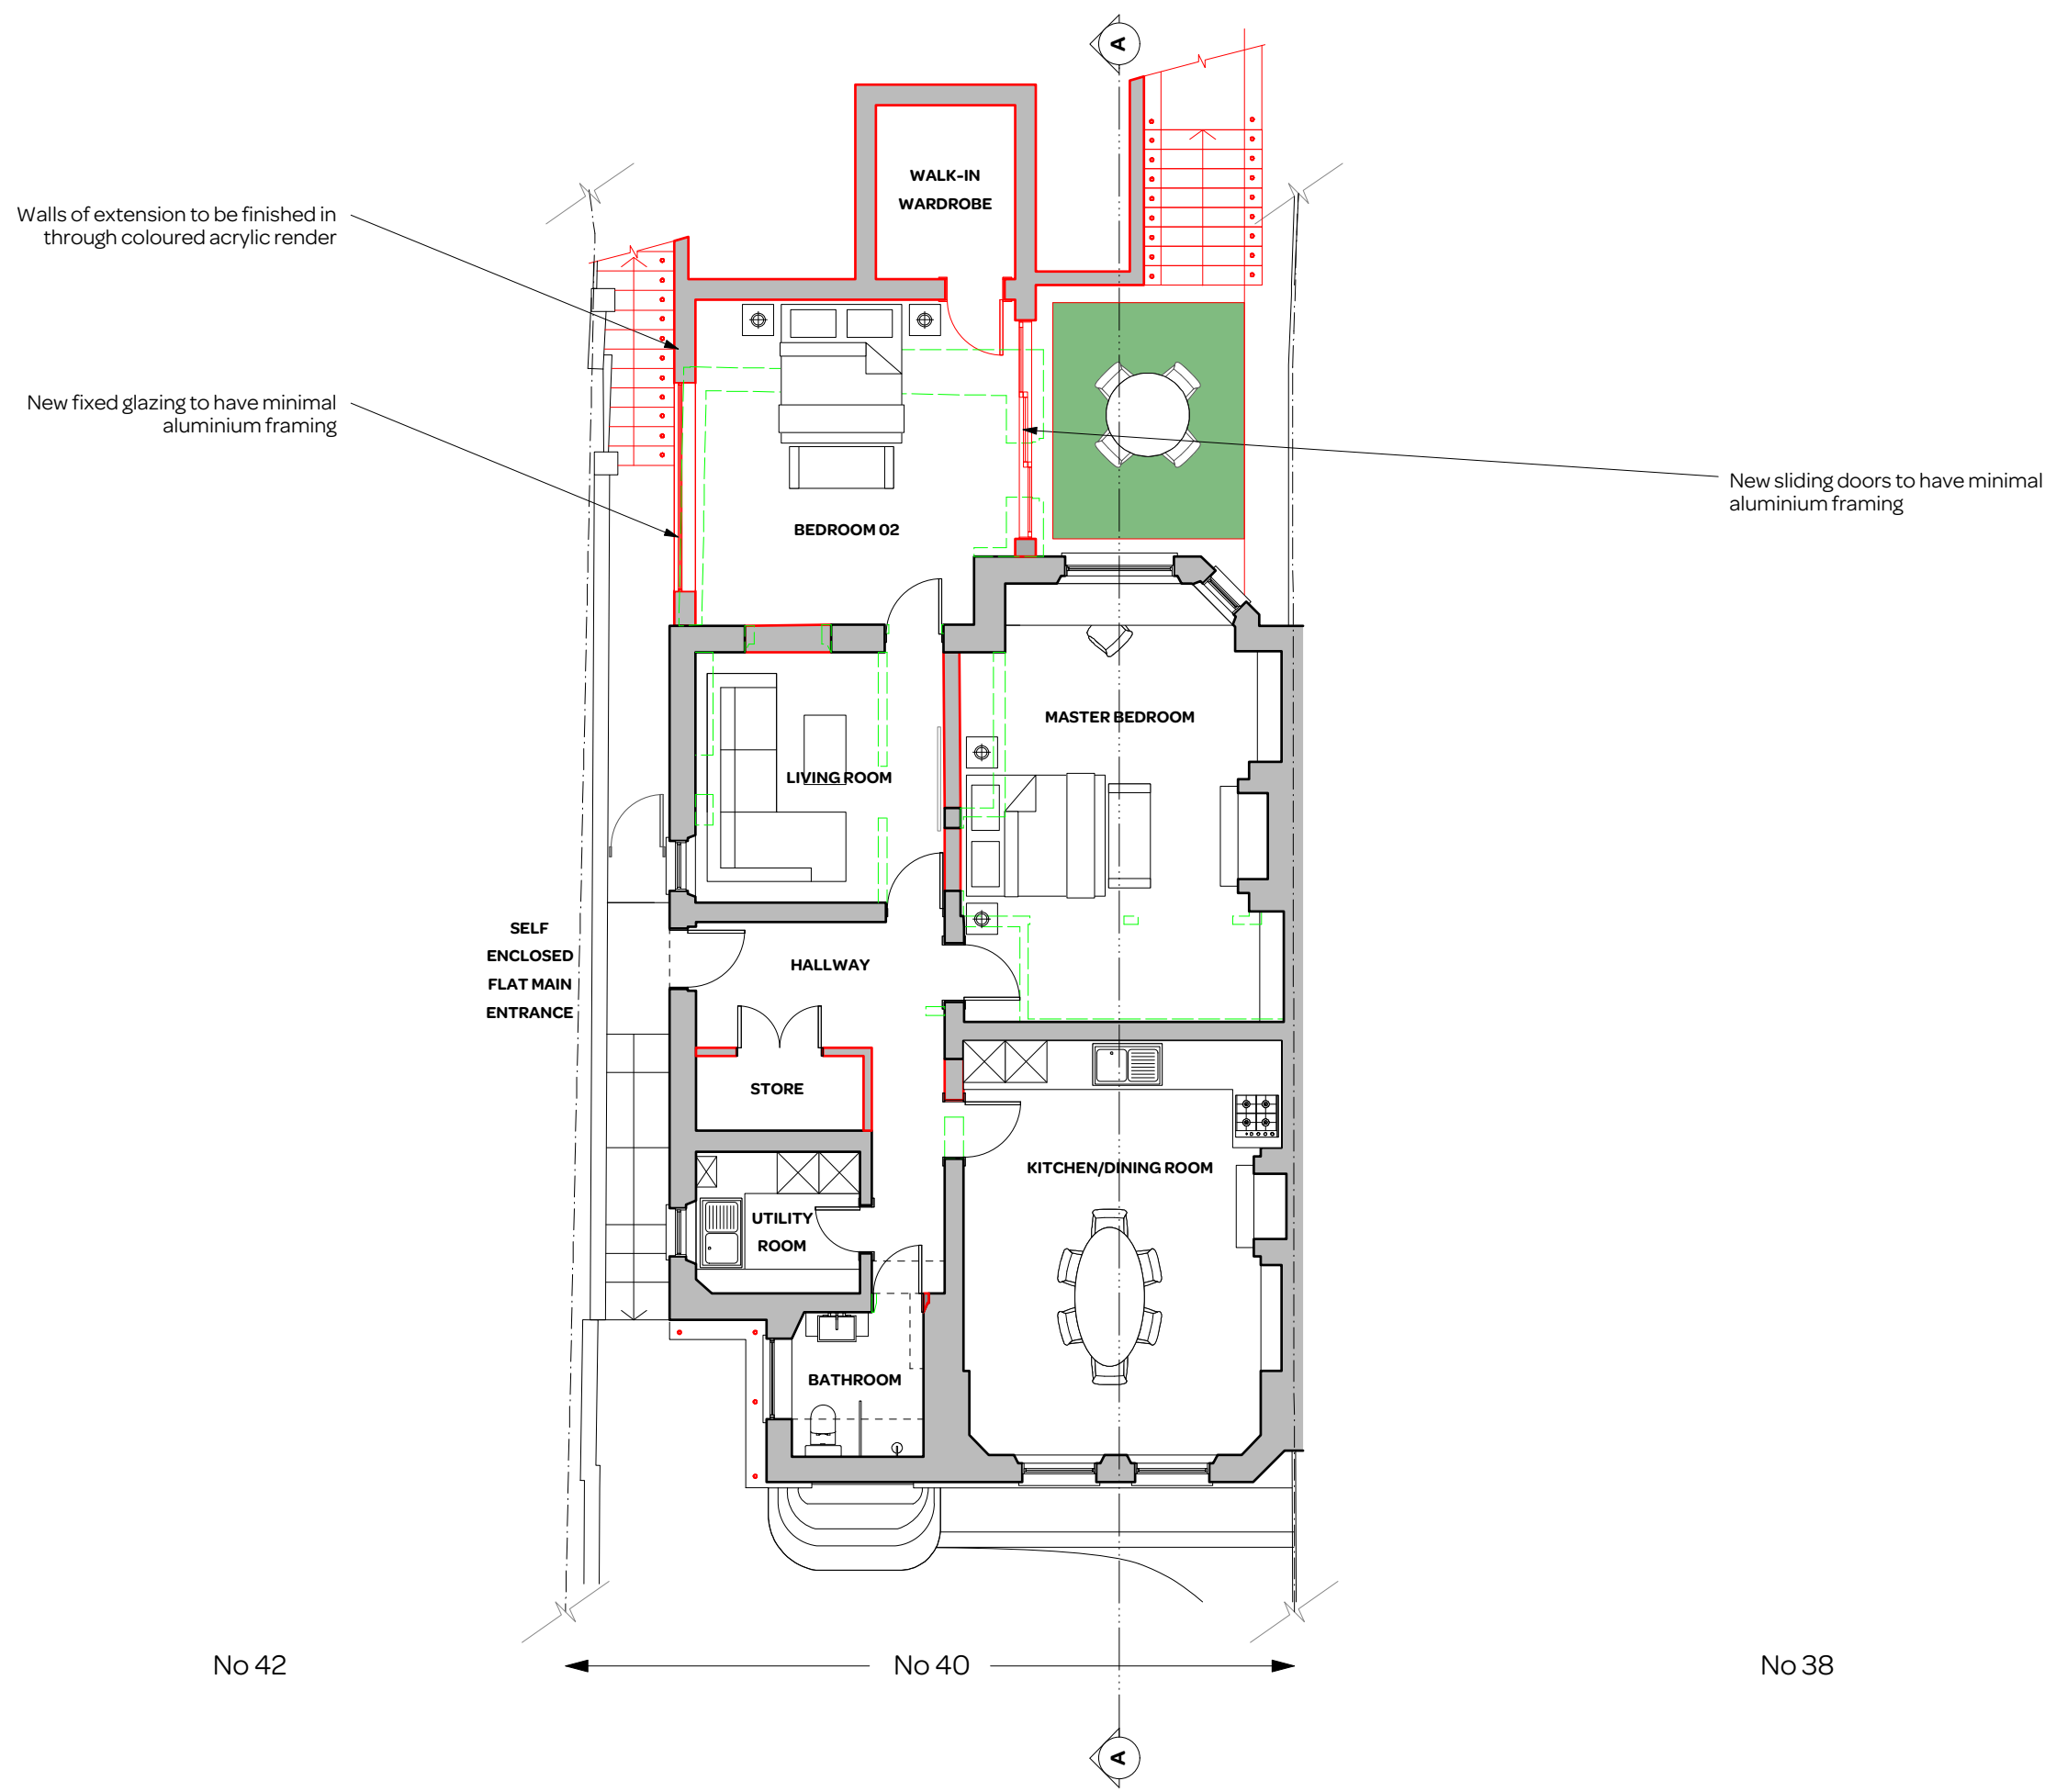 A
WALK-IN
WARDROBE
Walls of extension to be finished in
through coloured acrylic render
New fixed glazing to have minimal
aluminium framing
New sliding doors to have minimal
aluminium framing
BEDROOM 02
MASTER BEDROOM
LIVING ROOM
SELF
ENCLOSED
FLAT MAIN
ENTRANCE
HALLWAY
STORE
KITCHEN/DINING ROOM
UTILITY
ROOM
BATHROOM
No 42
No 40
No 38
A